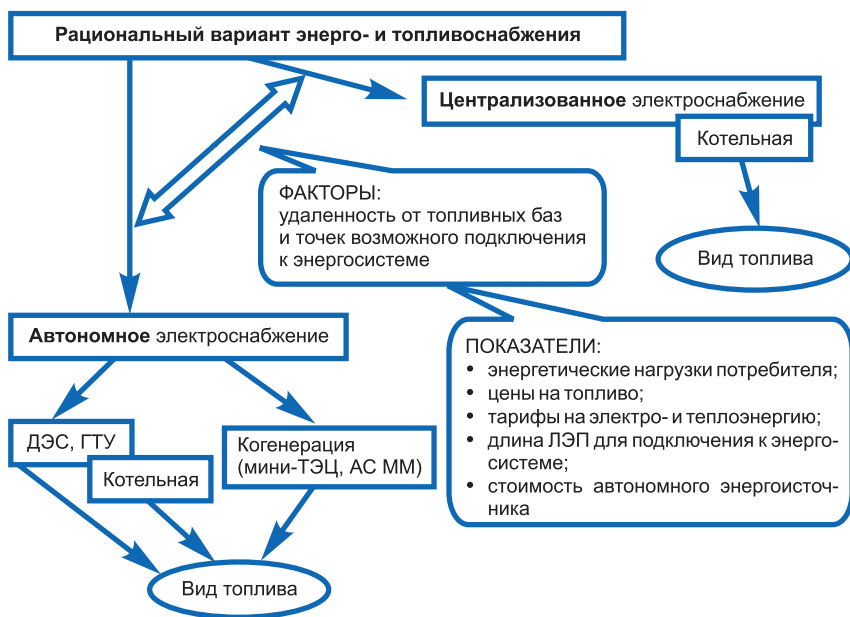 Рациональный вариант энерго- и топливоснабжения
Централизованное электроснабжение
Котельная
Вид топлива
ФАКТОРЫ:
удаленность от топливных баз
и точек возможного подключения
к энергосистеме
Автономное электроснабжение
ПОКАЗАТЕЛИ:
• энергетические нагрузки потребителя;
• цены на топливо;
• тарифы на электро- и теплоэнергию;
• длина ЛЭП для подключения к энерго-
системе;
• стоимость автономного энергоисточ-
ника
ДЭС, ГТУ
Котельная
Когенерация
(мини-ТЭЦ, АС ММ)
Вид топлива